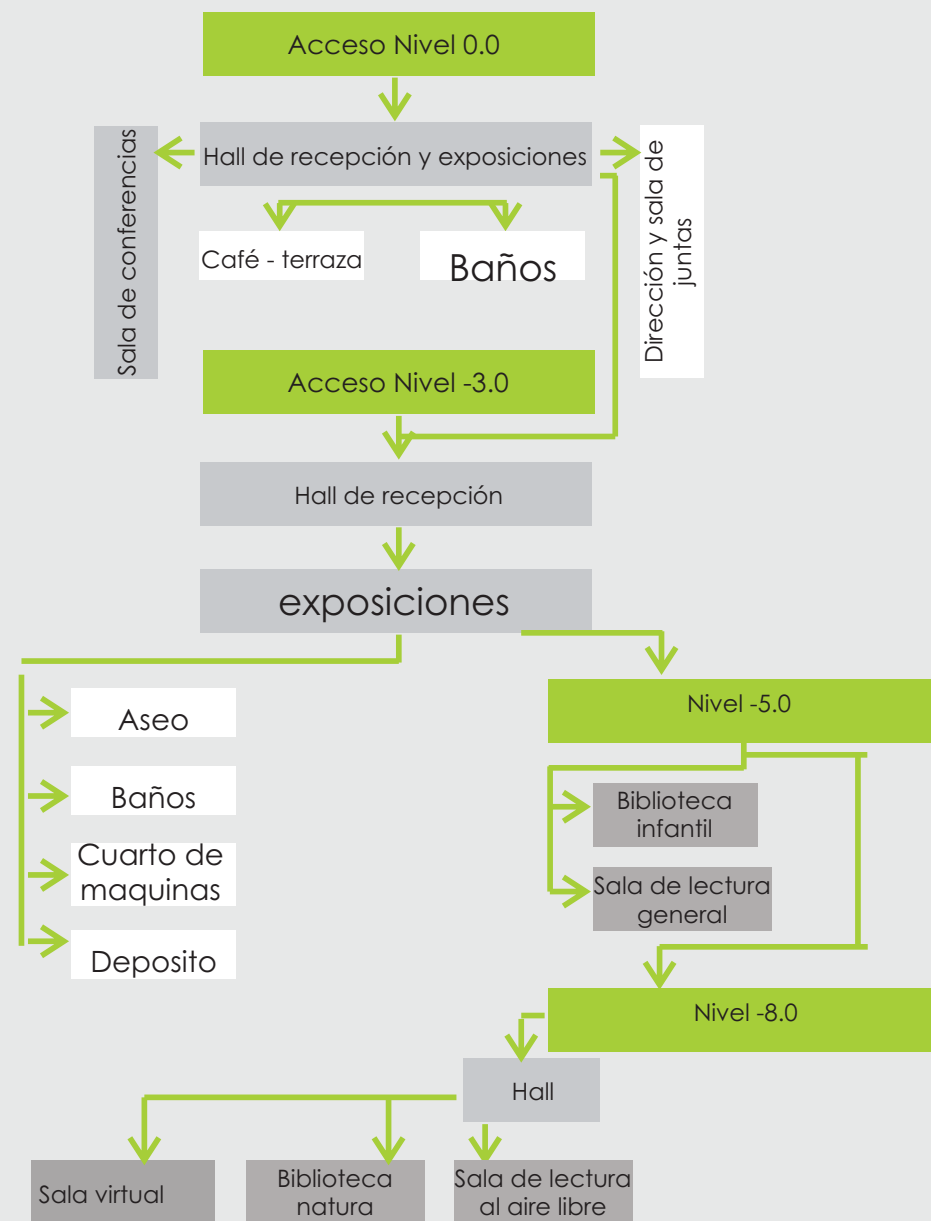 Acceso Nivel 0.0
Sala de conferencias
Hall de recepción y exposiciones
Dirección y sala de
juntas
Café - terraza
Baños
Acceso Nivel -3.0
Hall de recepción
exposiciones
Aseo
Baños
Cuarto de
maquinas
Deposito
Nivel -5.0
Biblioteca
infantil
Sala de lectura
general
Nivel -8.0
Hall
Sala virtual
Biblioteca
natura
Sala de lectura
al aire libre